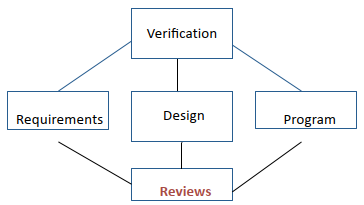 Verification
Requirements
Design
Program
Reviews